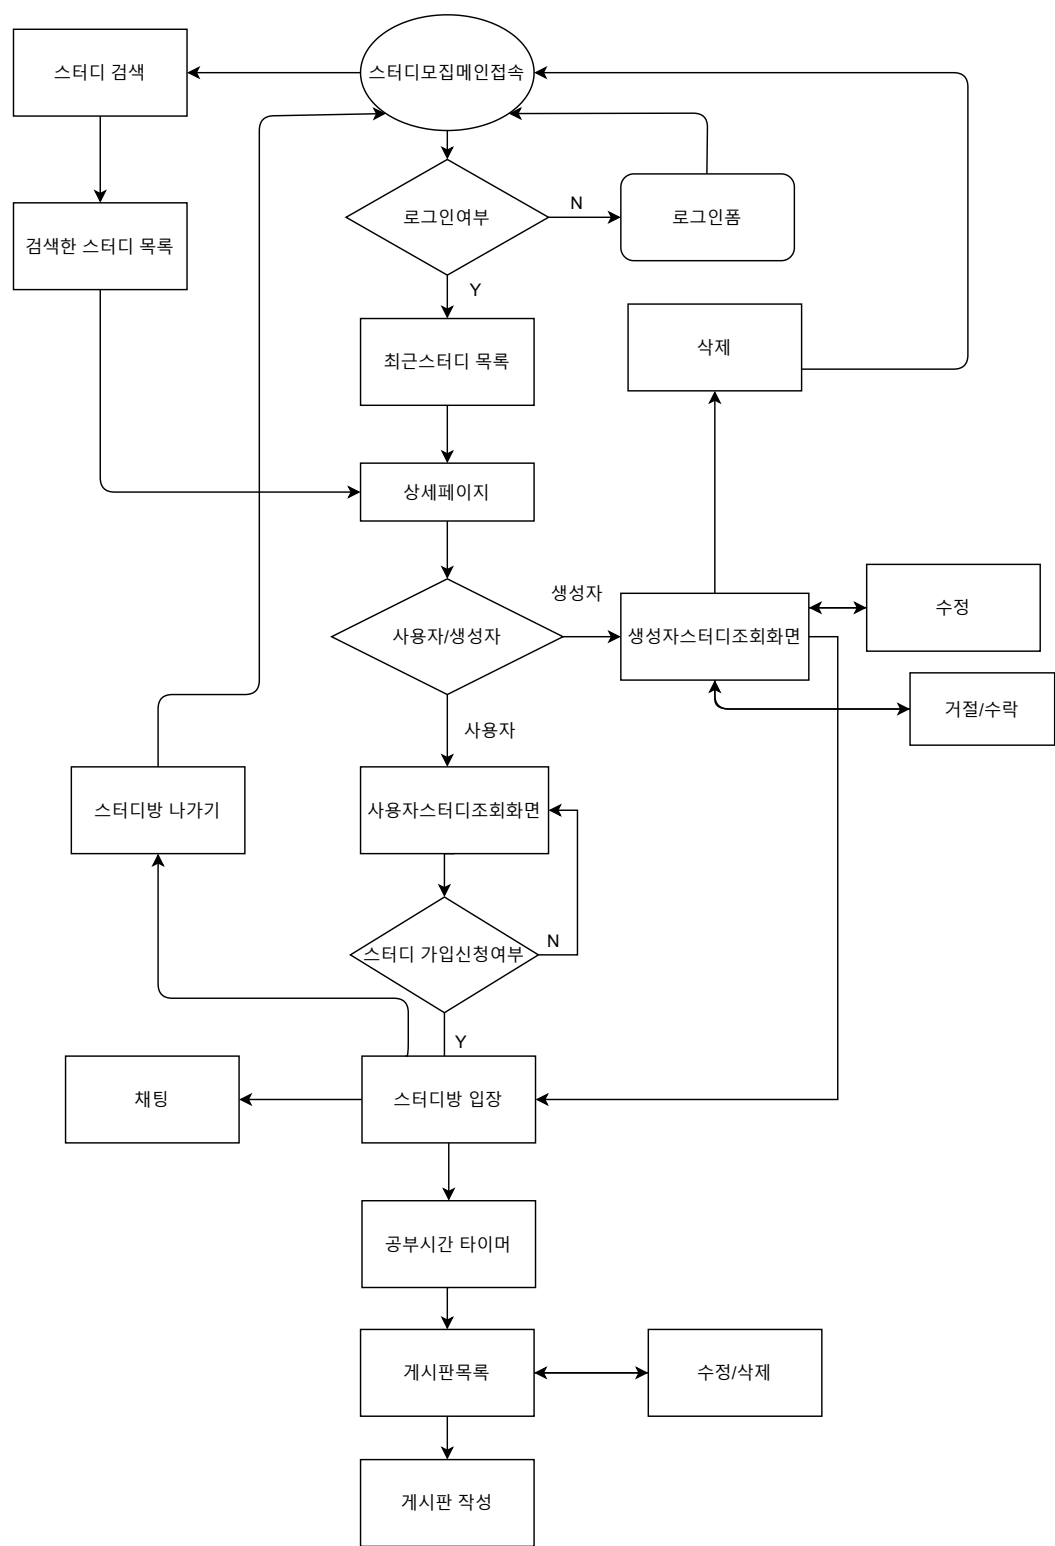 스터디 검색
스터디모집메인접속
로그인여부
N
로그인폼
검색한 스터디 목록
Y
최근스터디 목록
삭제
상세페이지
생성자
사용자/생성자
생성자스터디조회화면
수정
거절/수락
사용자
스터디방 나가기
사용자스터디조회화면
스터디 가입신청여부
N
Y
채팅
스터디방 입장
공부시간 타이머
게시판목록
수정/삭제
게시판 작성